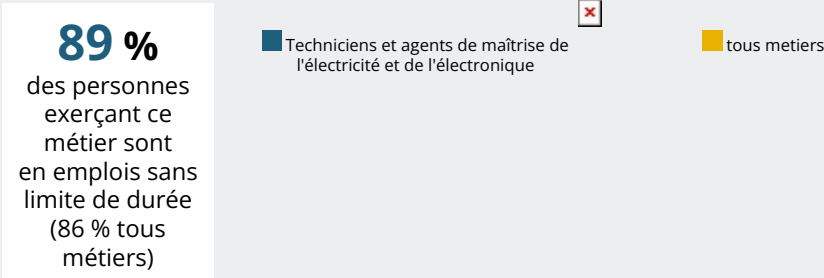 89 %
des personnes
exerçant ce
métier sont
en emplois sans
limite de durée
(86 % tous
métiers)
Techniciens et agents de maîtrise de
l'électricité et de l'électronique
tous metiers